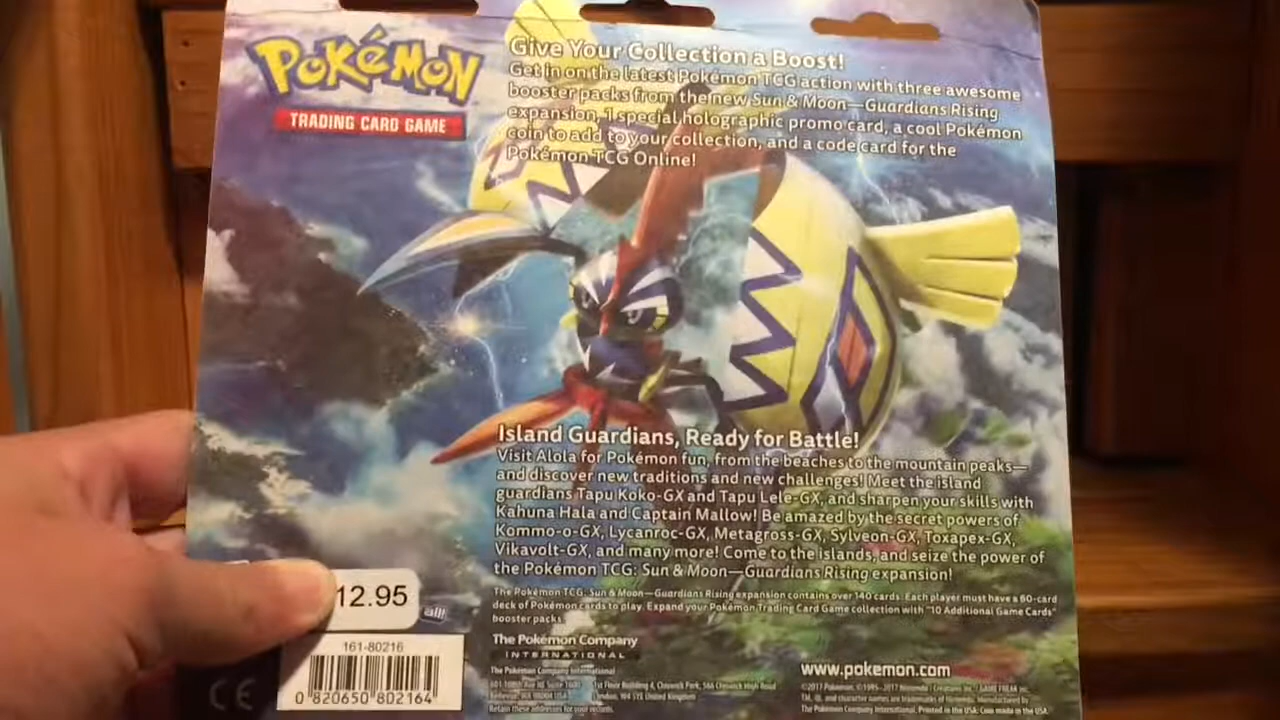 POKéMON
TRADING CARD GAME
Give Your Collection a Boost!
Get in on the latest Pokémon TCG action with three awesome
booster packs from the new Sun & Moon—Guardians Rising
expansion, 1 special holographic promo card, a cool Pokémon
coin to add to your collection, and a code card for the
Pokémon TCG Online!
Island Guardians, Ready for Battle!
Visit Alola for Pokémon fun, from the beaches to the mountain peaks—
and discover new traditions and new challenges! Meet the island
guardians Tapu Koko-GX and Tapu Lele-GX, and sharpen your skills with
Kahuna Hala and Captain Mallow! Be amazed by the secret powers of
Kommo-o-GX, Lycanroc-GX, Metagross-GX, Sylveon-GX, Toxapex-GX,
Vikavolt-GX, and many more! Come to the islands, and seize the power of
the Pokémon TCG: Sun & Moon—Guardians Rising expansion!
The Pokémon TCG: Sun & Moon—Guardians Rising expansion contains over 140 cards. Each player must have a 60-card
deck of Pokémon cards to play. Expand your Pokémon Trading Card Game collection with "10 Additional Game Cards"
booster packs.
12.95
161-80216
0 820650 802164
CE
The Pokémon Company
INTERNATIONAL
The Pokémon Company International
601 108th Ave NE Suite 1600 1st Floor Building 4, Chiswick Park, 566 Chiswick High Road
Bellevue, WA 98004 USA London, W4 5YE United Kingdom
Retain these addresses for your records.
www.pokemon.com
©2017 Pokémon. ©1995–2017 Nintendo / Creatures Inc. / GAME FREAK inc.
TM, ®, and character names are trademarks of Nintendo. Manufactured by
The Pokémon Company International. Printed in the USA. Coin made in the USA.